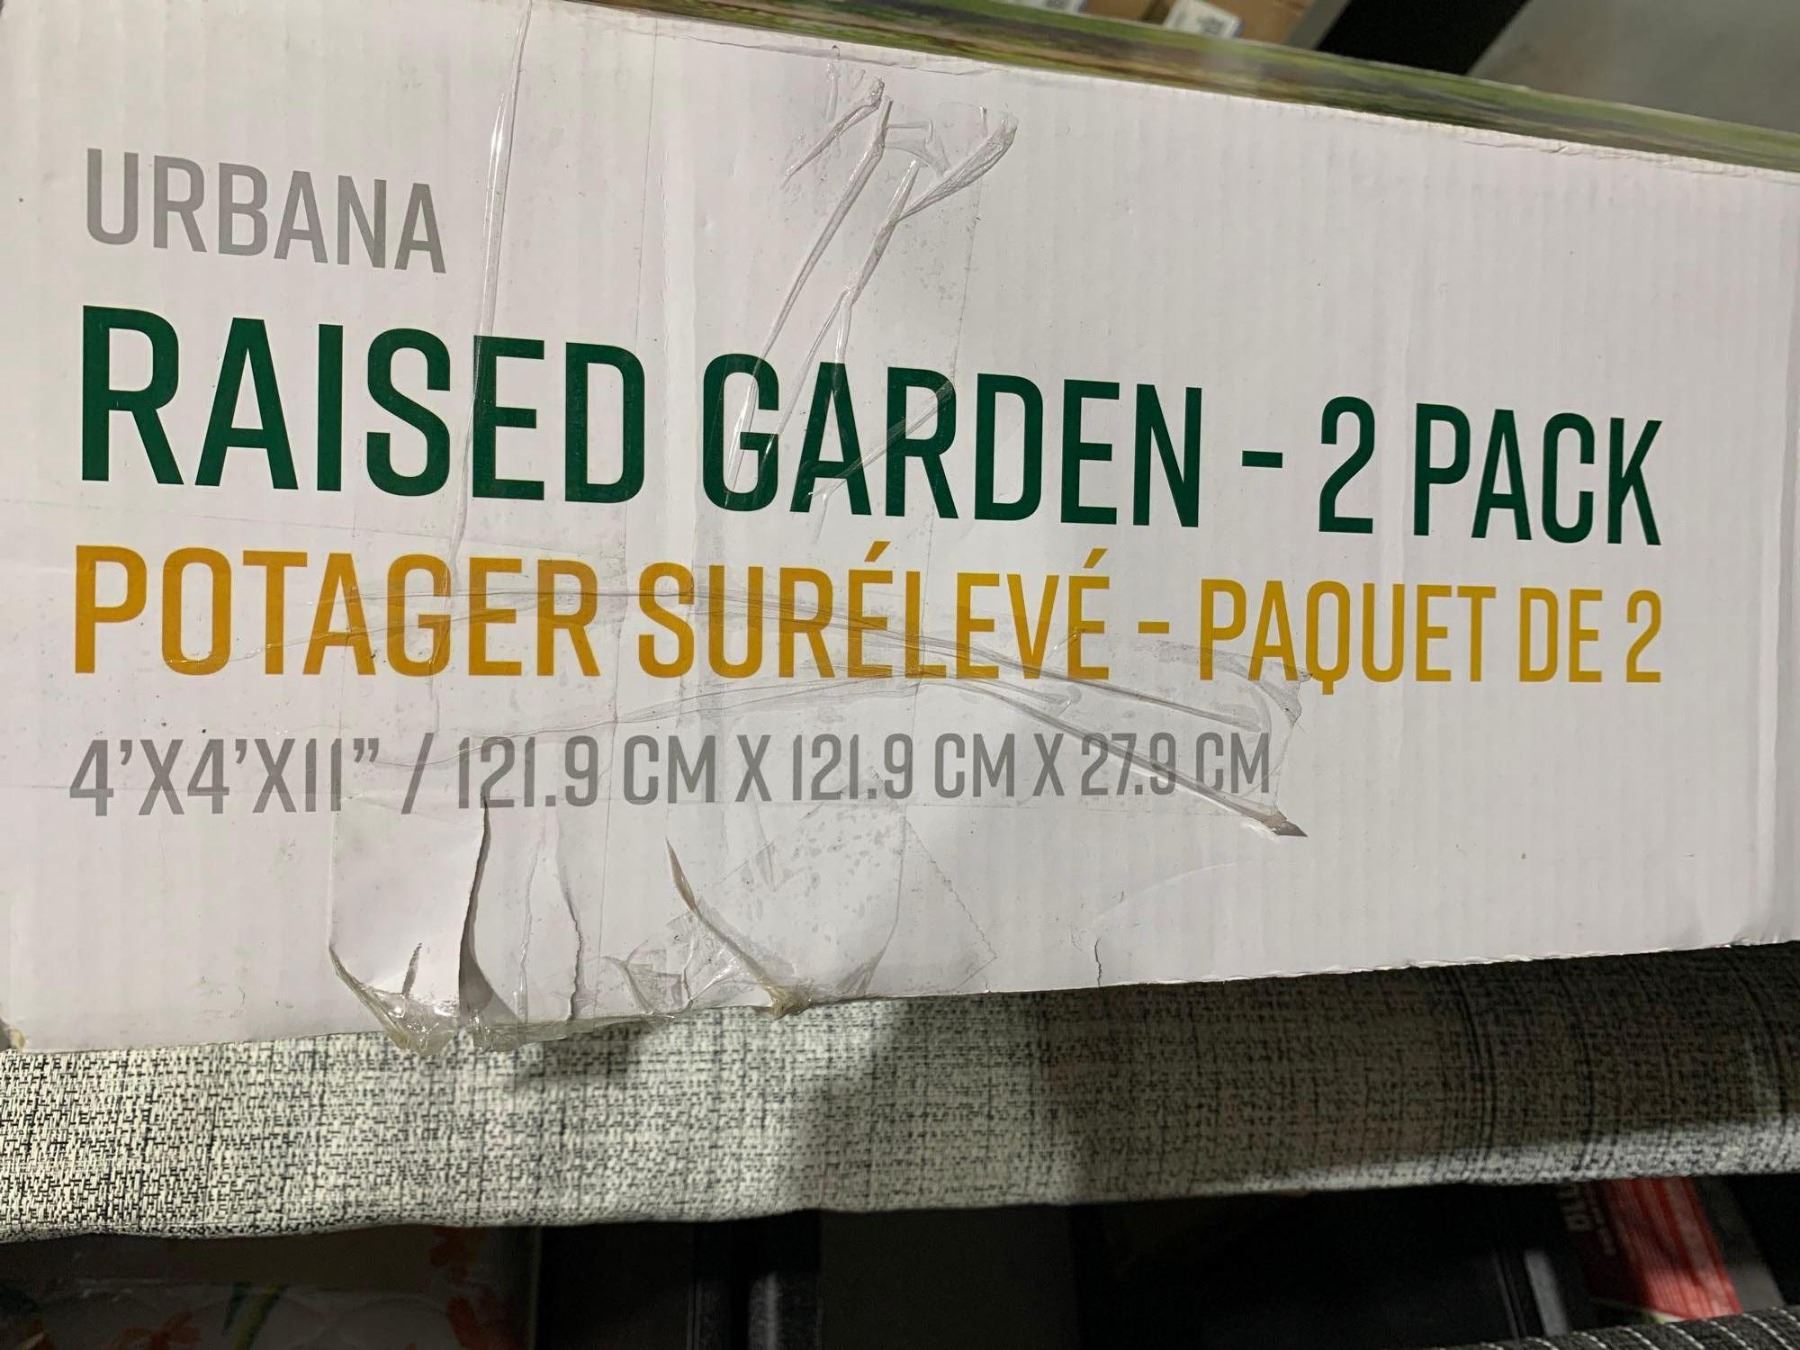 URBANA
RAISED GARDEN - 2 PACK
POTAGER SURÉLEVÉ - PAQUET DE 2
4'X4'X11" / 121.9 CM X 121.9 CM X 27.9 CM